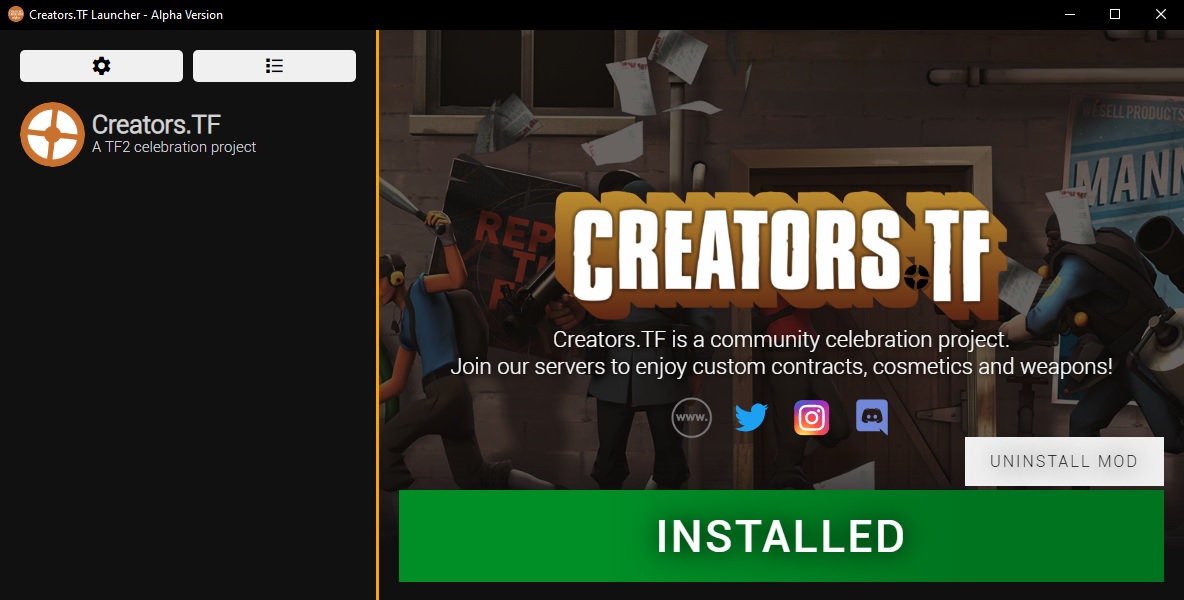 Creators.TF Launcher - Alpha Version
Creators.TF
A TF2 celebration project
WE SELL PRODUCTS
MANN
REP
CREATORS.TF
Creators.TF is a community celebration project.
Join our servers to enjoy custom contracts, cosmetics and weapons!
www.
UNINSTALL MOD
INSTALLED